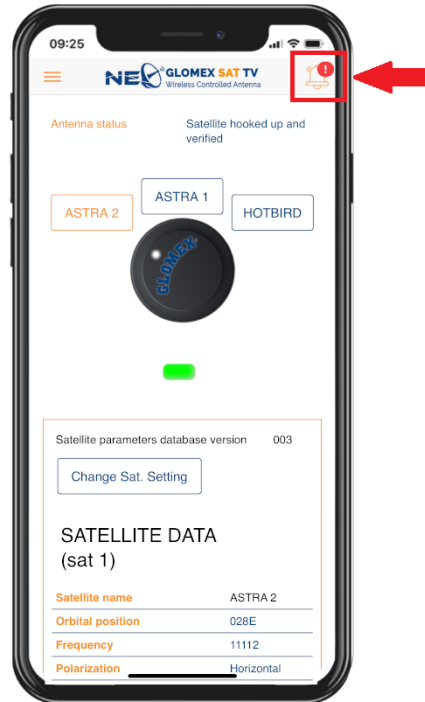 09:25
NEO GLOMEX SAT TV
Wireless Controlled Antenna
!
Antenna status Satellite hooked up and
verified
ASTRA 2
ASTRA 1
HOTBIRD
GLOMEX
Satellite parameters database version 003
Change Sat. Setting
SATELLITE DATA
(sat 1)
Satellite name ASTRA 2
Orbital position 028E
Frequency 11112
Polarization Horizontal